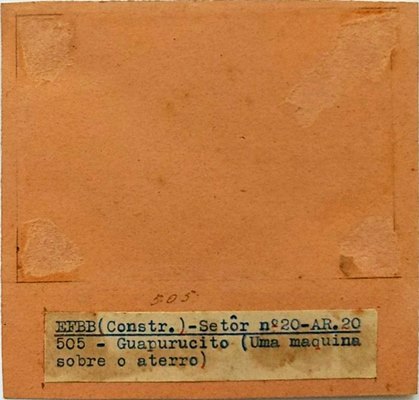 505
EFBB(Constr.)-Setôr nº20-AR.20
505 - Guapurucito (Uma maquina
sobre o aterro)